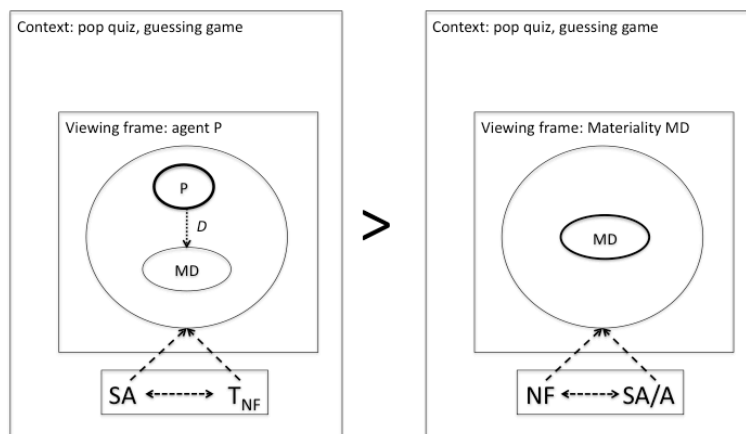 Context: pop quiz, guessing game
Viewing frame: agent P
P
D
MD
SA
T_NF
>
Context: pop quiz, guessing game
Viewing frame: Materiality MD
MD
NF
SA/A